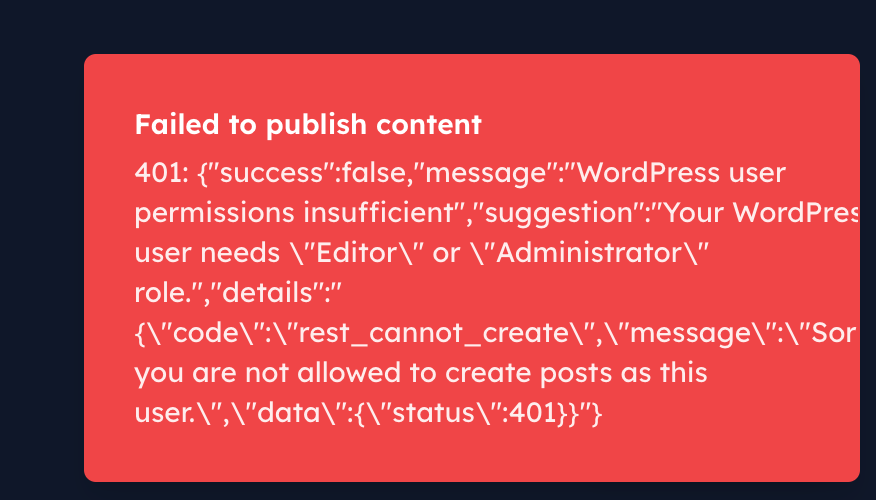 Failed to publish content
401: {"success":false,"message":"WordPress user
permissions insufficient","suggestion":"Your WordPres
user needs \"Editor\" or \"Administrator\"
role.","details":"
{\"code\":\"rest_cannot_create\",\"message\":\"Sor
you are not allowed to create posts as this
user.\",\"data\":{\"status\":401}}"}